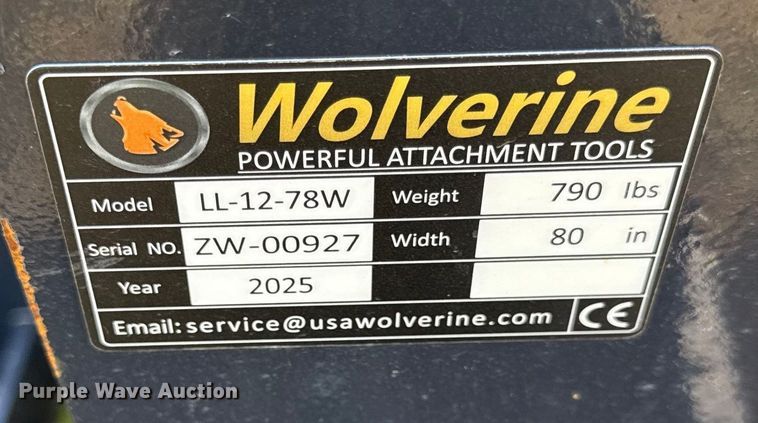 Wolverine
POWERFUL ATTACHMENT TOOLS
Model LL-12-78W Weight 790 lbs
Serial NO. ZW-00927 Width 80 in
Year 2025
Email: service@usawolverine.com CE
Purple Wave Auction